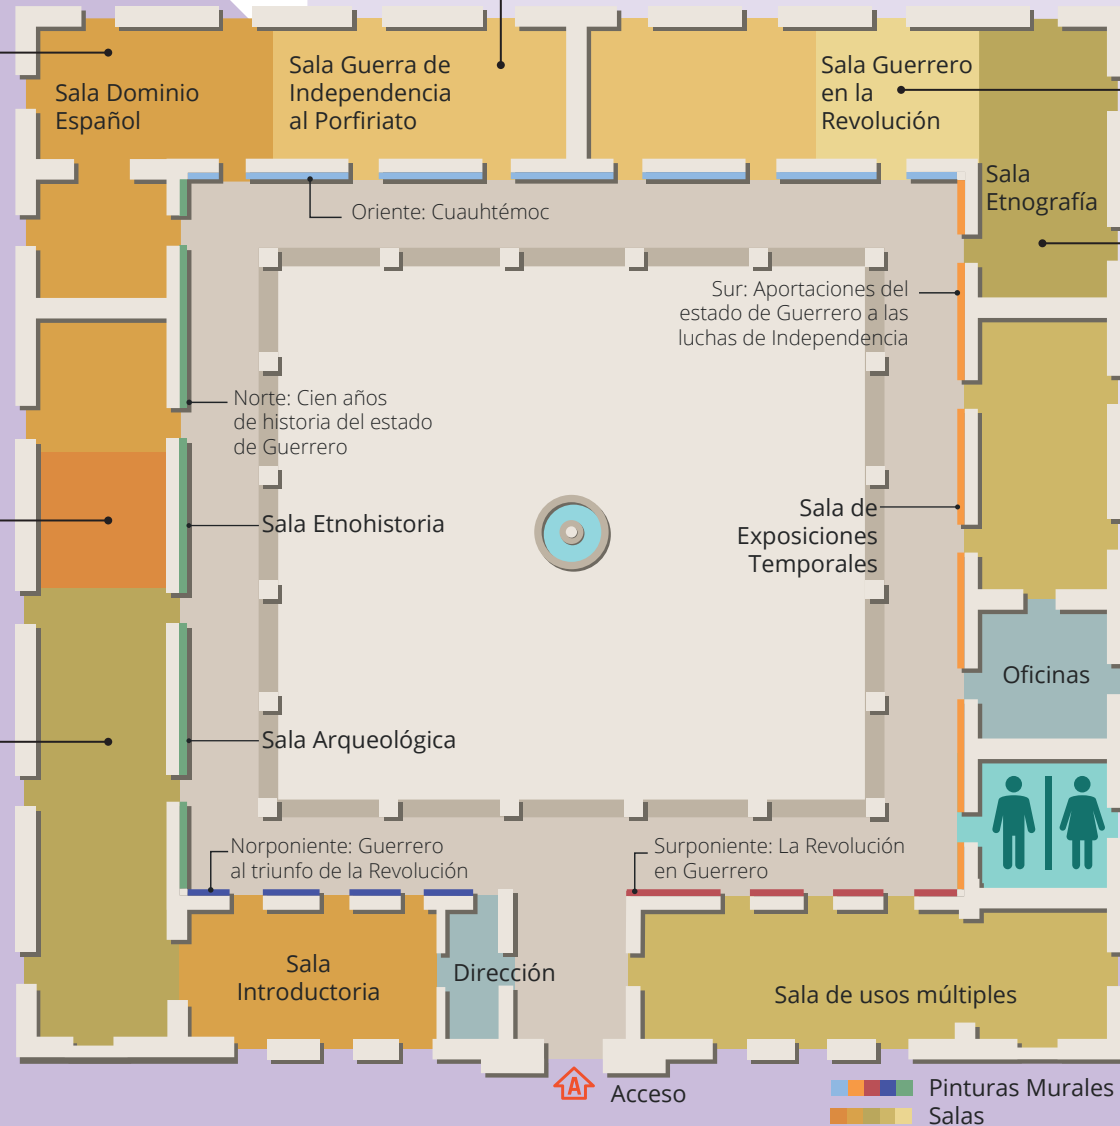 Sala Dominio
Español
Sala Guerra de
Independencia
al Porfiriato
Sala Guerrero
en la
Revolución
Sala
Etnografía
Oriente: Cuauhtémoc
Sur: Aportaciones del
estado de Guerrero a las
luchas de Independencia
Norte: Cien años
de historia del estado
de Guerrero
Sala Etnohistoria
Sala de
Exposiciones
Temporales
Oficinas
Sala Arqueológica
Norponiente: Guerrero
al triunfo de la Revolución
Surponiente: La Revolución
en Guerrero
Sala
Introductoria
Dirección
Sala de usos múltiples
A
Acceso
Pinturas Murales
Salas